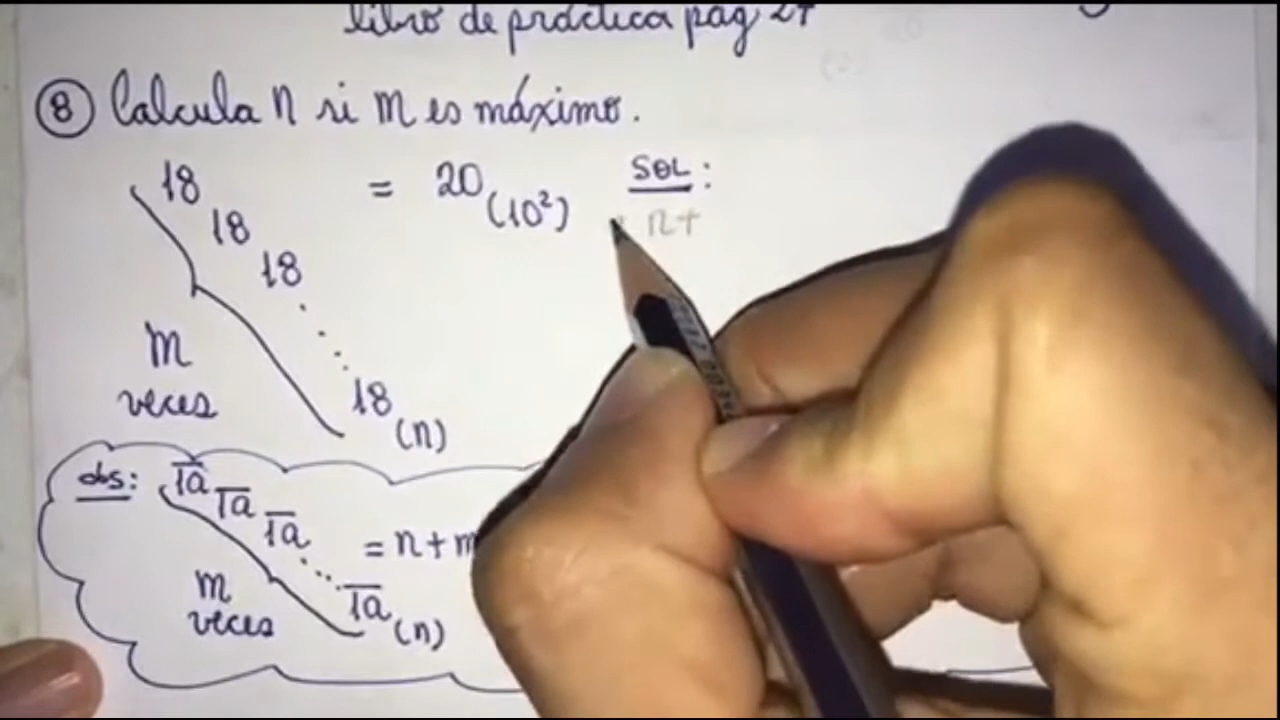 libro de práctica pag 27
8 Calcula n si m es máximo.
18 = 20 (10²) SOL:
18 n+
18
m
veces
18 (n)
obs: 1a
1a
1a = n+m
m
veces
1a (n)